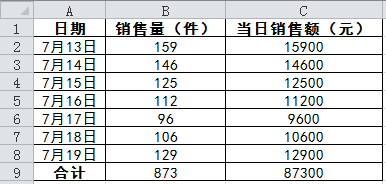 A B C
1 日期 销售量（件） 当日销售额（元）
2 7月13日 159 15900
3 7月14日 146 14600
4 7月15日 125 12500
5 7月16日 112 11200
6 7月17日 96 9600
7 7月18日 106 10600
8 7月19日 129 12900
9 合计 873 87300